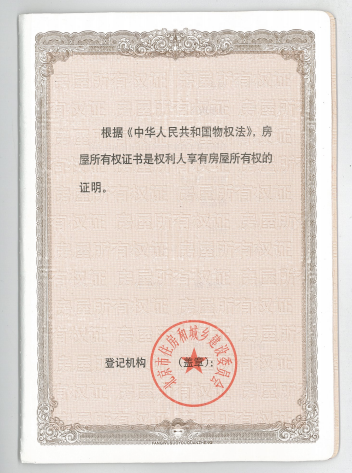 根据《中华人民共和国物权法》，房
屋所有权证书是权利人享有房屋所有权的
证明。
登记机构 （盖章）：
北京市住房和城乡建设委员会